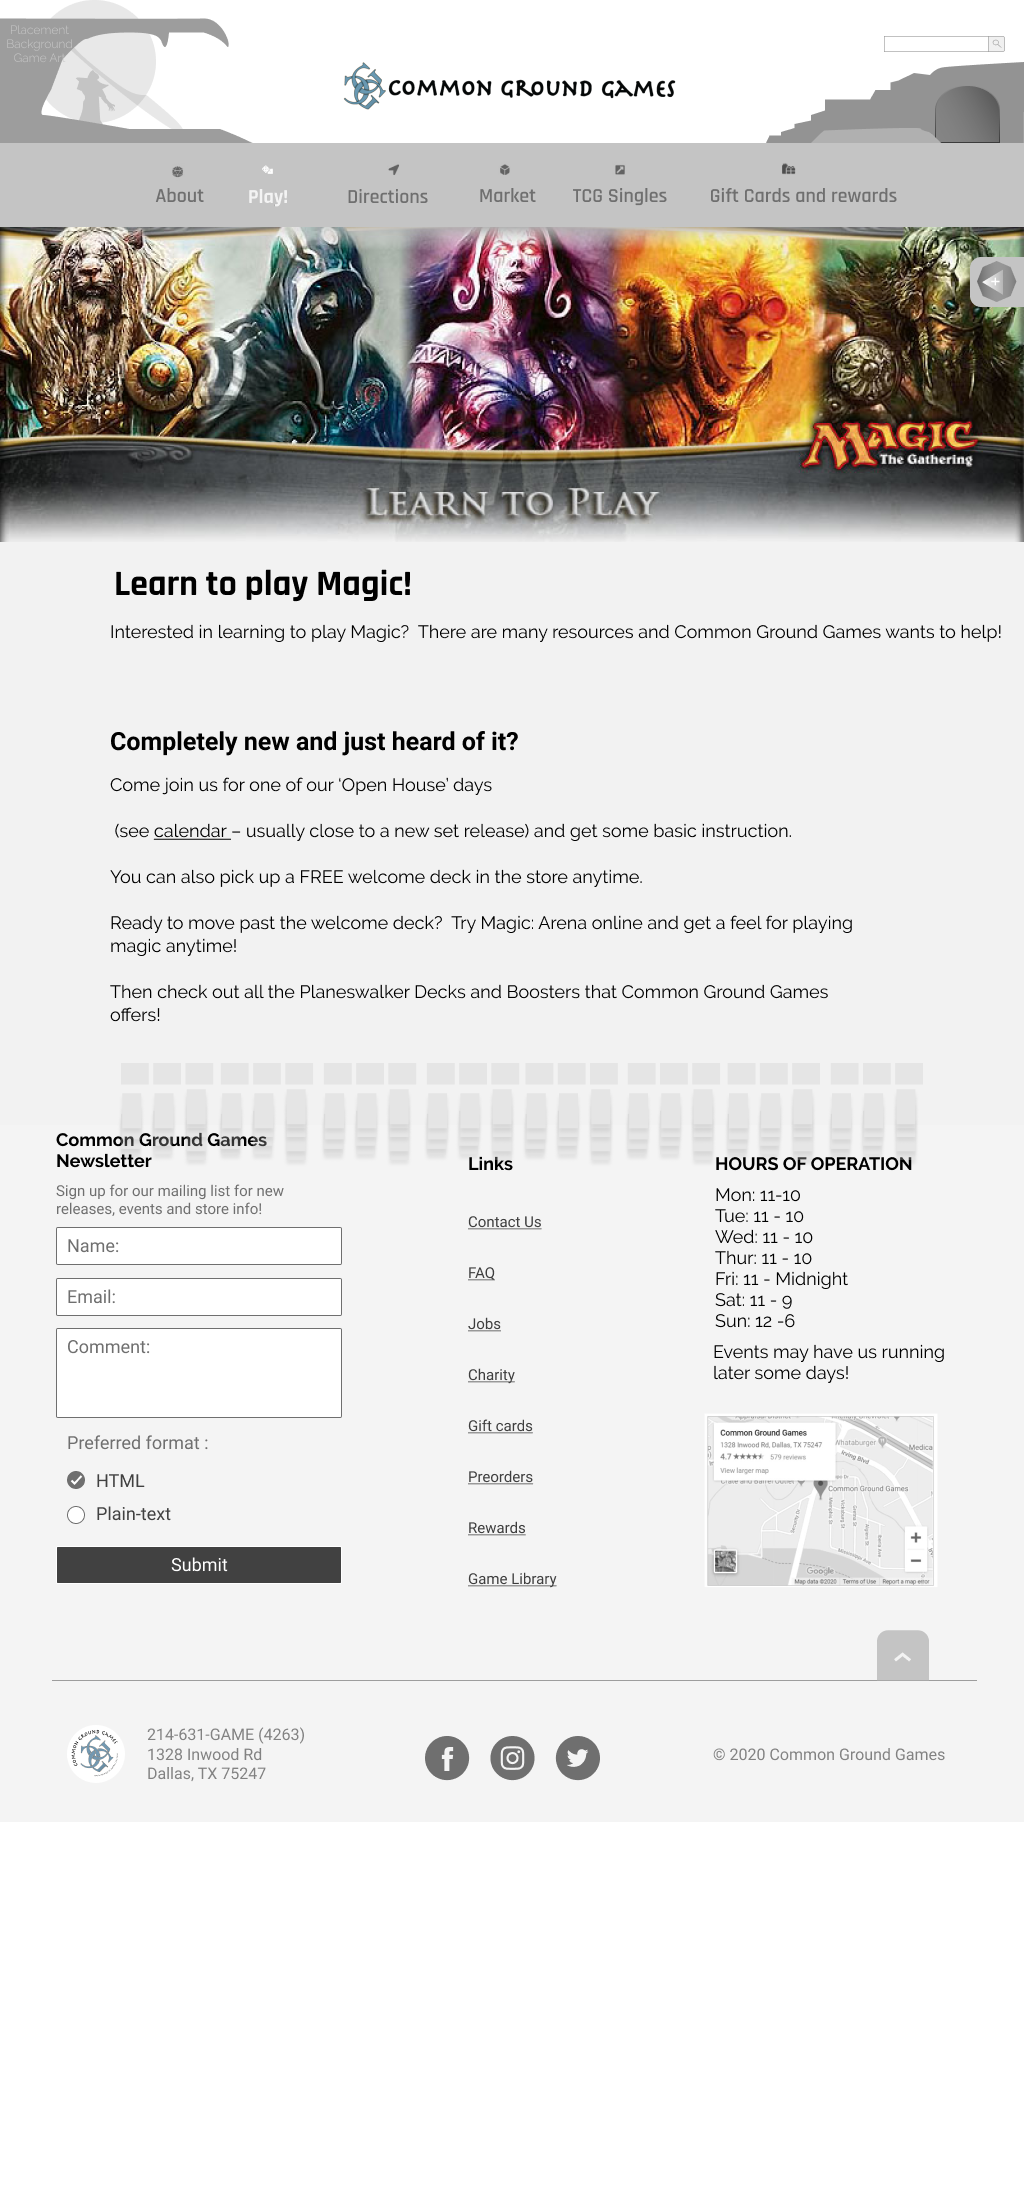 Placement
Background
Game Art
COMMON GROUND GAMES
About
Play!
Directions
Market
TCG Singles
Gift Cards and rewards
MAGIC
The Gathering
LEARN TO PLAY
Learn to play Magic!
Interested in learning to play Magic?  There are many resources and Common Ground Games wants to help!
Completely new and just heard of it?
Come join us for one of our ‘Open House’ days
(see calendar – usually close to a new set release) and get some basic instruction.
You can also pick up a FREE welcome deck in the store anytime.
Ready to move past the welcome deck?  Try Magic: Arena online and get a feel for playing
magic anytime!
Then check out all the Planeswalker Decks and Boosters that Common Ground Games
offers!
Common Ground Games
Newsletter
Sign up for our mailing list for new
releases, events and store info!
Name:
Email:
Comment:
Preferred format :
HTML
Plain-text
Submit
Links
Contact Us
FAQ
Jobs
Charity
Gift cards
Preorders
Rewards
Game Library
HOURS OF OPERATION
Mon: 11-10
Tue: 11 - 10
Wed: 11 - 10
Thur: 11 - 10
Fri: 11 - Midnight
Sat: 11 - 9
Sun: 12 -6
Events may have us running
later some days!
Common Ground Games
1328 Inwood Rd, Dallas, TX 75247
4.7 ★★★★★ 579 reviews
View larger map
Whataburger
Irving Blvd
Medica
Crate and Barrel Outlet
Common Ground Games
Google
Map data ©2020 Terms of Use Report a map error
COMMON GROUND GAMES
214-631-GAME (4263)
1328 Inwood Rd
Dallas, TX 75247
© 2020 Common Ground Games